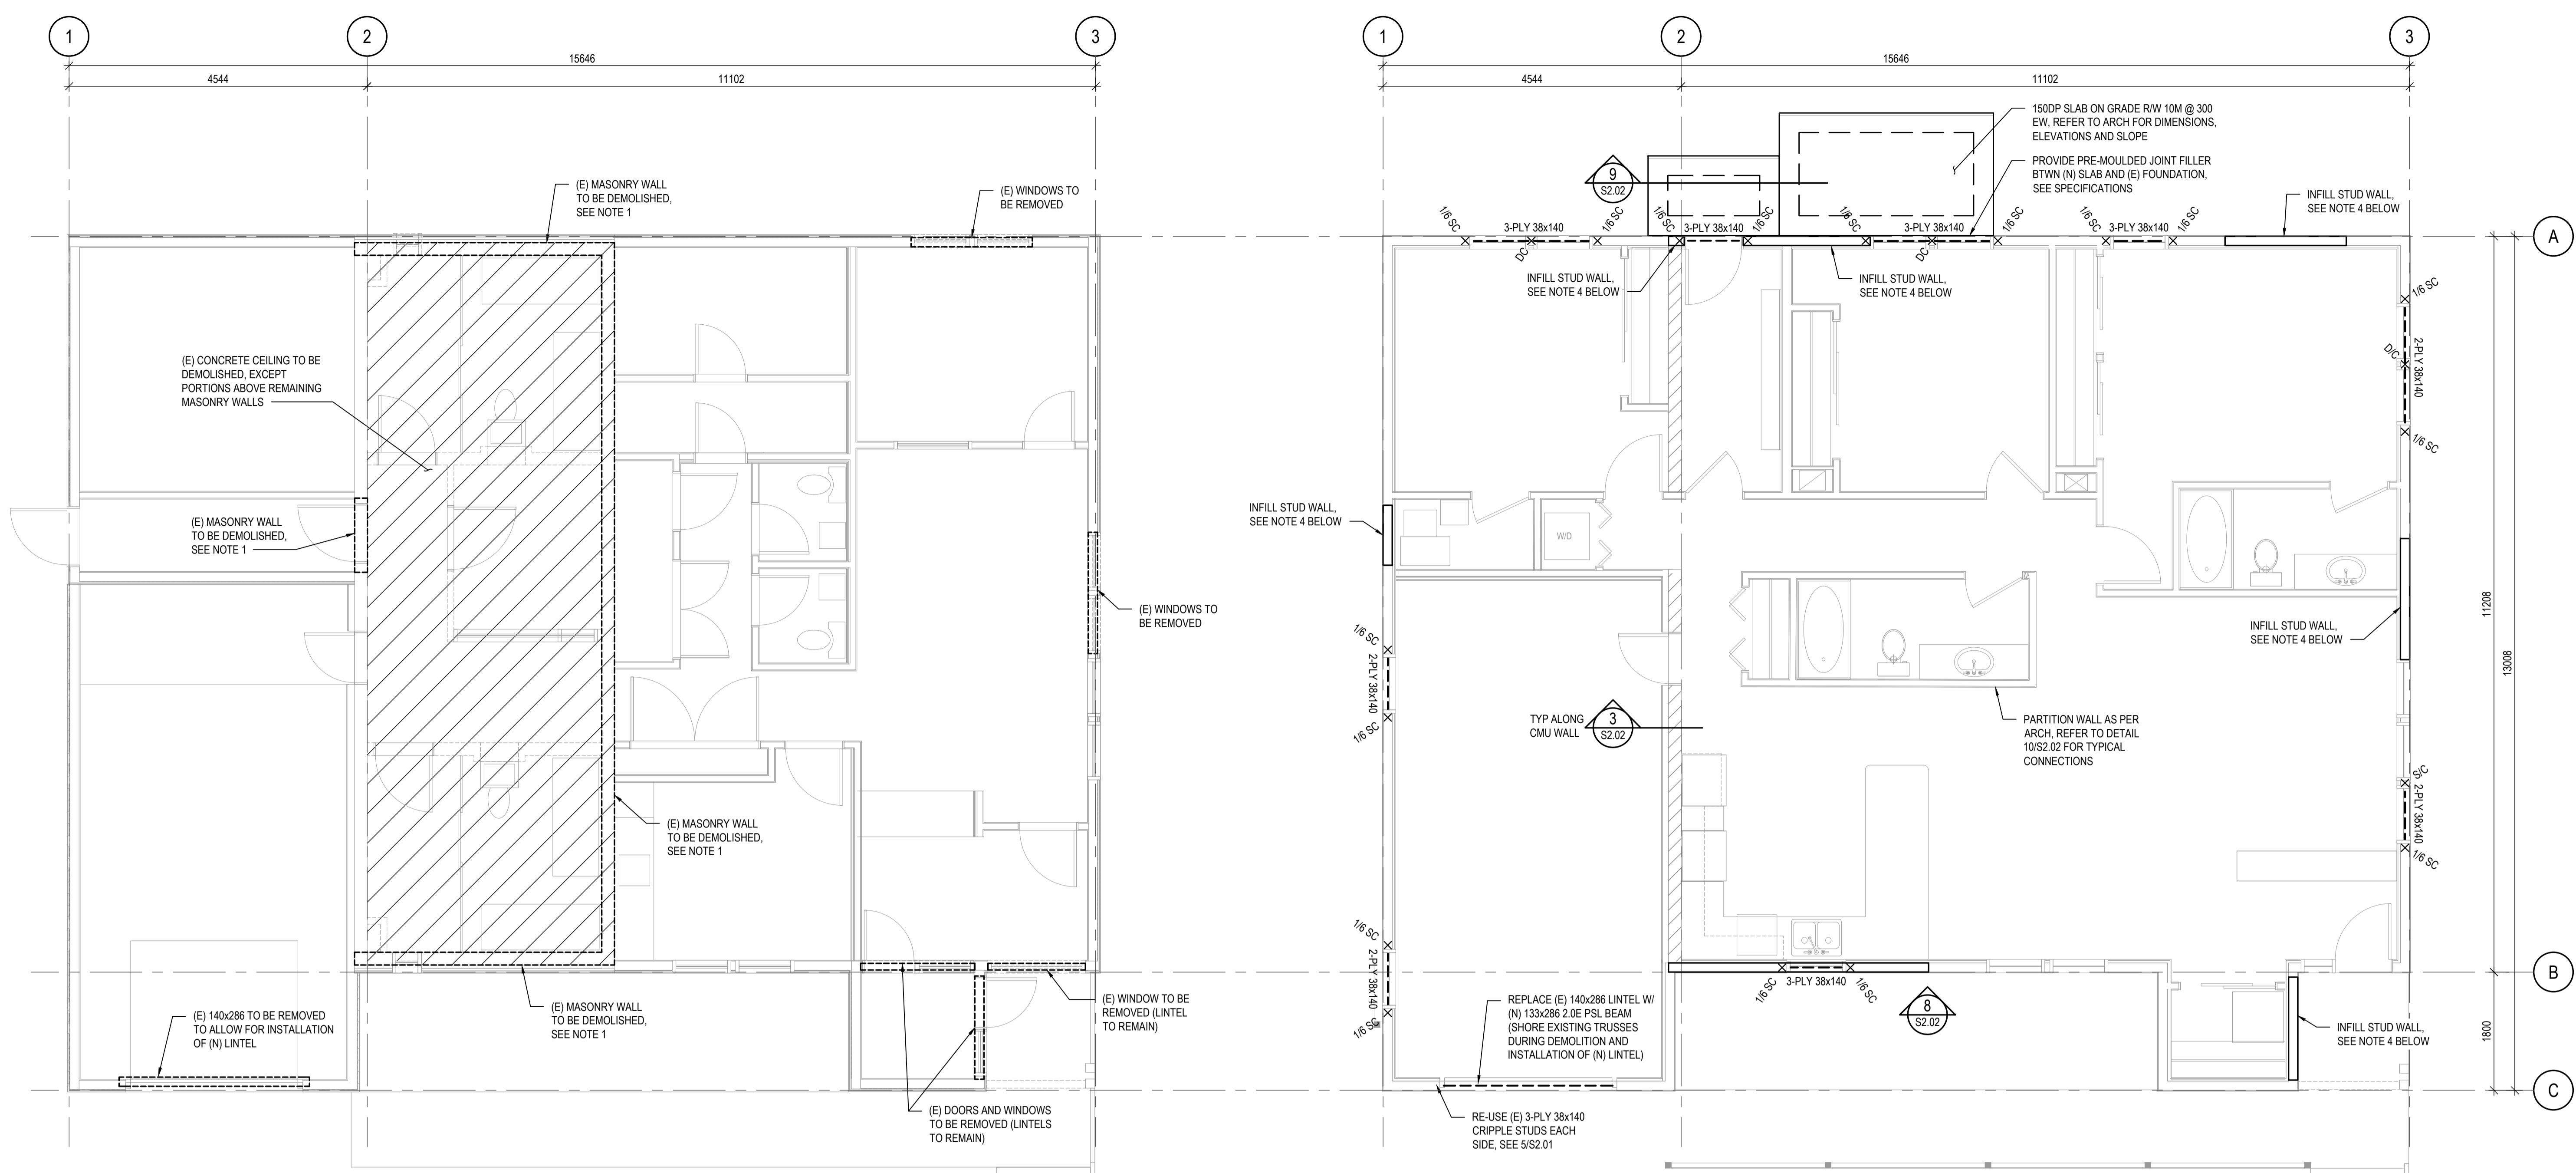 1
2
3
15646
4544
11102
(E) MASONRY WALL
TO BE DEMOLISHED,
SEE NOTE 1
(E) WINDOWS TO
BE REMOVED
(E) CONCRETE CEILING TO BE
DEMOLISHED, EXCEPT
PORTIONS ABOVE REMAINING
MASONRY WALLS
(E) MASONRY WALL
TO BE DEMOLISHED,
SEE NOTE 1
(E) WINDOWS TO
BE REMOVED
(E) MASONRY WALL
TO BE DEMOLISHED,
SEE NOTE 1
(E) 140x286 TO BE REMOVED
TO ALLOW FOR INSTALLATION
OF (N) LINTEL
(E) MASONRY WALL
TO BE DEMOLISHED,
SEE NOTE 1
(E) WINDOW TO BE
REMOVED (LINTEL
TO REMAIN)
(E) DOORS AND WINDOWS
TO BE REMOVED (LINTELS
TO REMAIN)
1
2
3
15646
4544
11102
150DP SLAB ON GRADE R/W 10M @ 300
EW, REFER TO ARCH FOR DIMENSIONS,
ELEVATIONS AND SLOPE
PROVIDE PRE-MOULDED JOINT FILLER
BTWN (N) SLAB AND (E) FOUNDATION,
SEE SPECIFICATIONS
9
S2.02
INFILL STUD WALL,
SEE NOTE 4 BELOW
1/6 SC
3-PLY 38x140
1/6 SC
DC
1/6 SC
3-PLY 38x140
1/6 SC
1/6 SC
3-PLY 38x140
1/6 SC
DC
1/6 SC
3-PLY 38x140
1/6 SC
A
INFILL STUD WALL,
SEE NOTE 4 BELOW
INFILL STUD WALL,
SEE NOTE 4 BELOW
1/6 SC
D/C
2-PLY 38x140
1/6 SC
INFILL STUD WALL,
SEE NOTE 4 BELOW
W/D
INFILL STUD WALL,
SEE NOTE 4 BELOW
11208
13008
1/6 SC
2-PLY 38x140
1/6 SC
TYP ALONG
CMU WALL
3
S2.02
PARTITION WALL AS PER
ARCH, REFER TO DETAIL
10/S2.02 FOR TYPICAL
CONNECTIONS
S/C
2-PLY 38x140
1/6 SC
1/6 SC
2-PLY 38x140
1/6 SC
1/6 SC
3-PLY 38x140
1/6 SC
B
REPLACE (E) 140x286 LINTEL W/
(N) 133x286 2.0E PSL BEAM
(SHORE EXISTING TRUSSES
DURING DEMOLITION AND
INSTALLATION OF (N) LINTEL)
8
S2.02
INFILL STUD WALL,
SEE NOTE 4 BELOW
1800
C
RE-USE (E) 3-PLY 38x140
CRIPPLE STUDS EACH
SIDE, SEE 5/S2.01